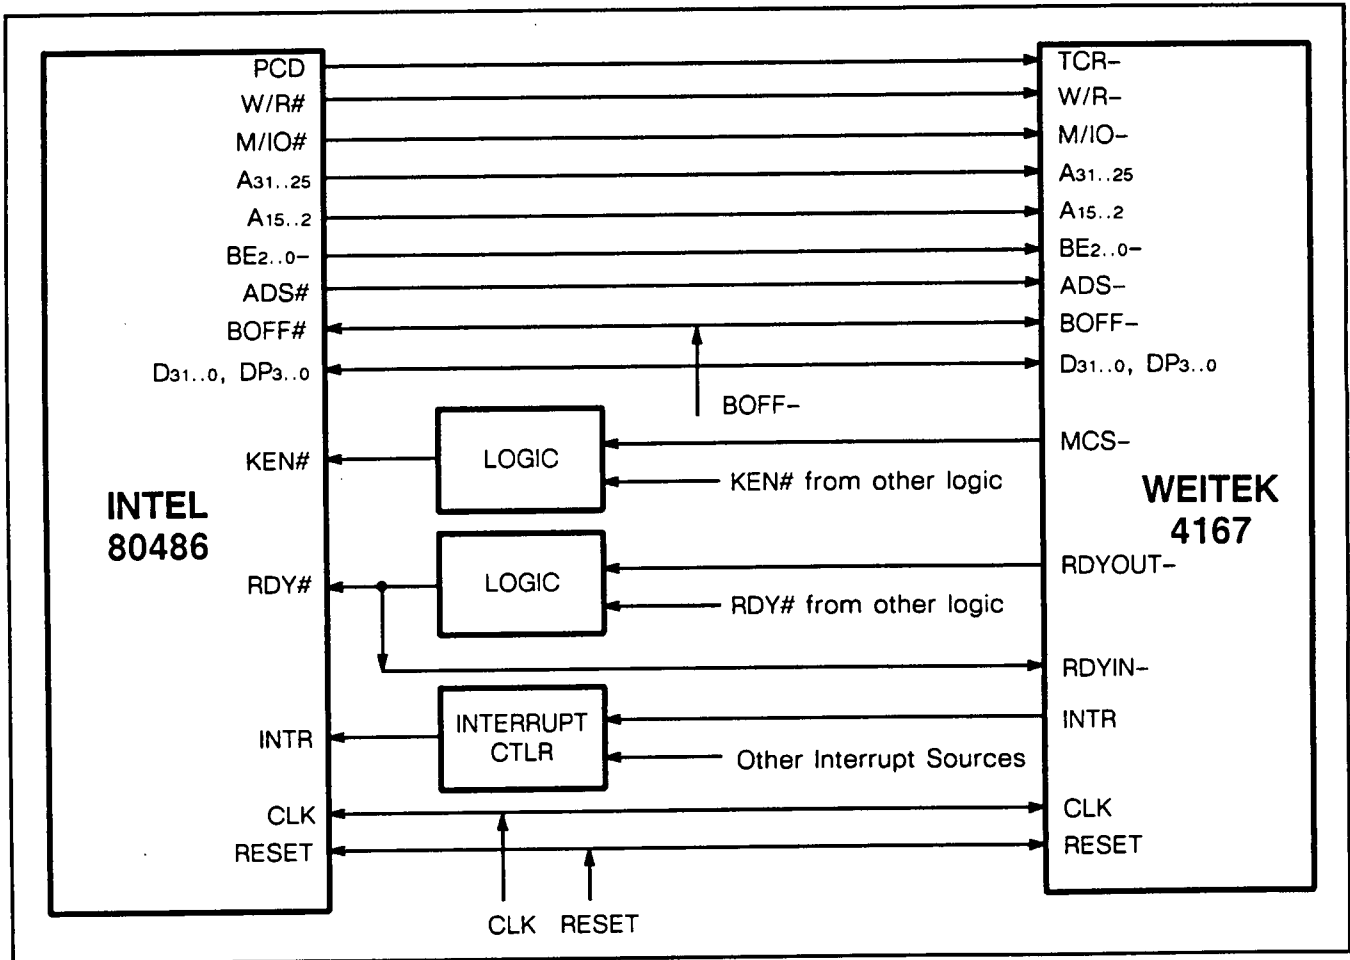 PCD
W/R#
M/IO#
A31..25
A15..2
BE2..0–
ADS#
BOFF#
D31..0, DP3..0
KEN#
INTEL
80486
RDY#
INTR
CLK
RESET
BOFF–
LOGIC
KEN# from other logic
LOGIC
RDY# from other logic
INTERRUPT
CTLR
Other Interrupt Sources
CLK RESET
TCR–
W/R–
M/IO–
A31..25
A15..2
BE2..0–
ADS–
BOFF–
D31..0, DP3..0
MCS–
WEITEK
4167
RDYOUT–
RDYIN–
INTR
CLK
RESET